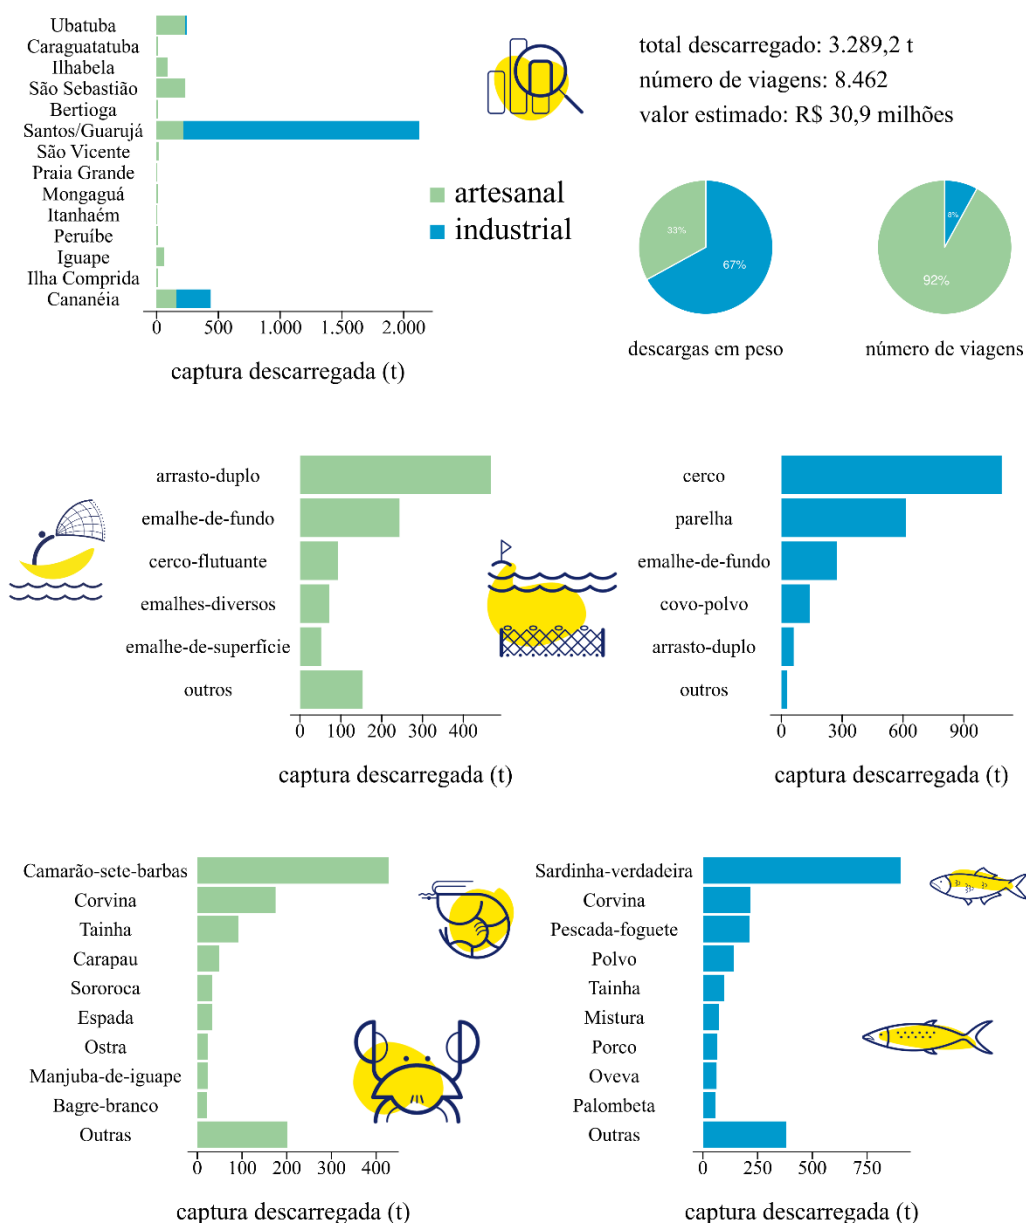 Ubatuba
Caraguatatuba
Ilhabela
São Sebastião
Bertioga
Santos/Guarujá
São Vicente
Praia Grande
Mongaguá
Itanhaém
Peruíbe
Iguape
Ilha Comprida
Cananéia
0 500 1.000 1.500 2.000
captura descarregada (t)
artesanal
industrial
total descarregado: 3.289,2 t
número de viagens: 8.462
valor estimado: R$ 30,9 milhões
33%
67%
descargas em peso
8%
92%
número de viagens
arrasto-duplo
emalhe-de-fundo
cerco-flutuante
emalhes-diversos
emalhe-de-superfície
outros
0 100 200 300 400
captura descarregada (t)
cerco
parelha
emalhe-de-fundo
covo-polvo
arrasto-duplo
outros
0 300 600 900
captura descarregada (t)
Camarão-sete-barbas
Corvina
Tainha
Carapau
Sororoca
Espada
Ostra
Manjuba-de-iguape
Bagre-branco
Outras
0 100 200 300 400
captura descarregada (t)
Sardinha-verdadeira
Corvina
Pescada-foguete
Polvo
Tainha
Mistura
Porco
Oveva
Palombeta
Outras
0 250 500 750
captura descarregada (t)